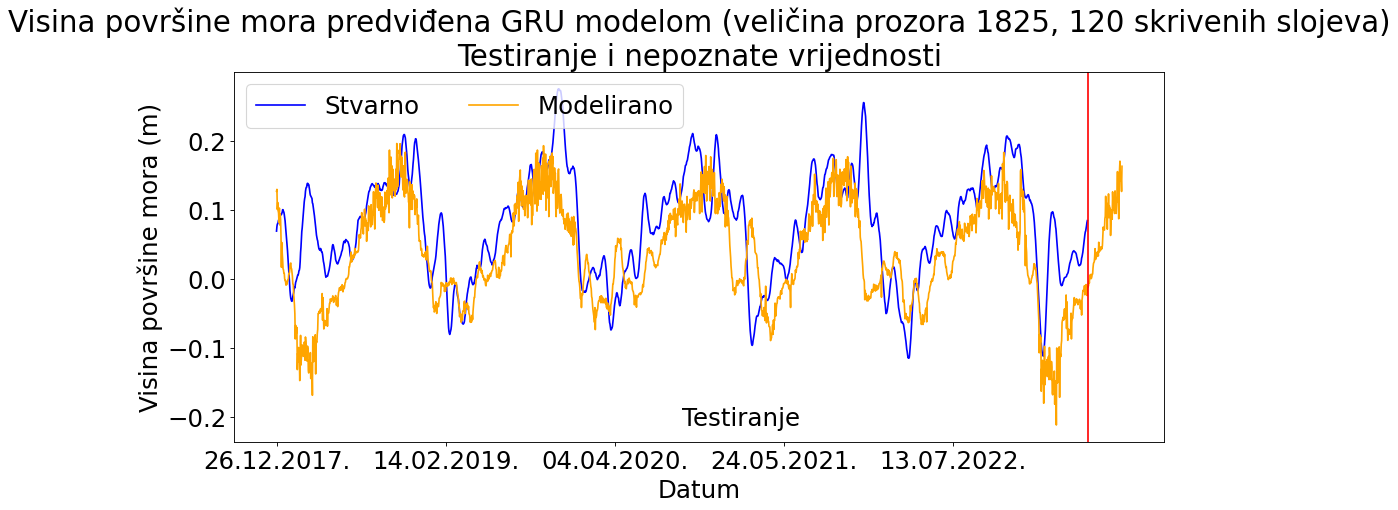 Visina površine mora predviđena GRU modelom (veličina prozora 1825, 120 skrivenih slojeva)
Testiranje i nepoznate vrijednosti
Stvarno
Modelirano
Visina površine mora (m)
0.2
0.1
0.0
−0.1
−0.2
Testiranje
26.12.2017.
14.02.2019.
04.04.2020.
24.05.2021.
13.07.2022.
Datum